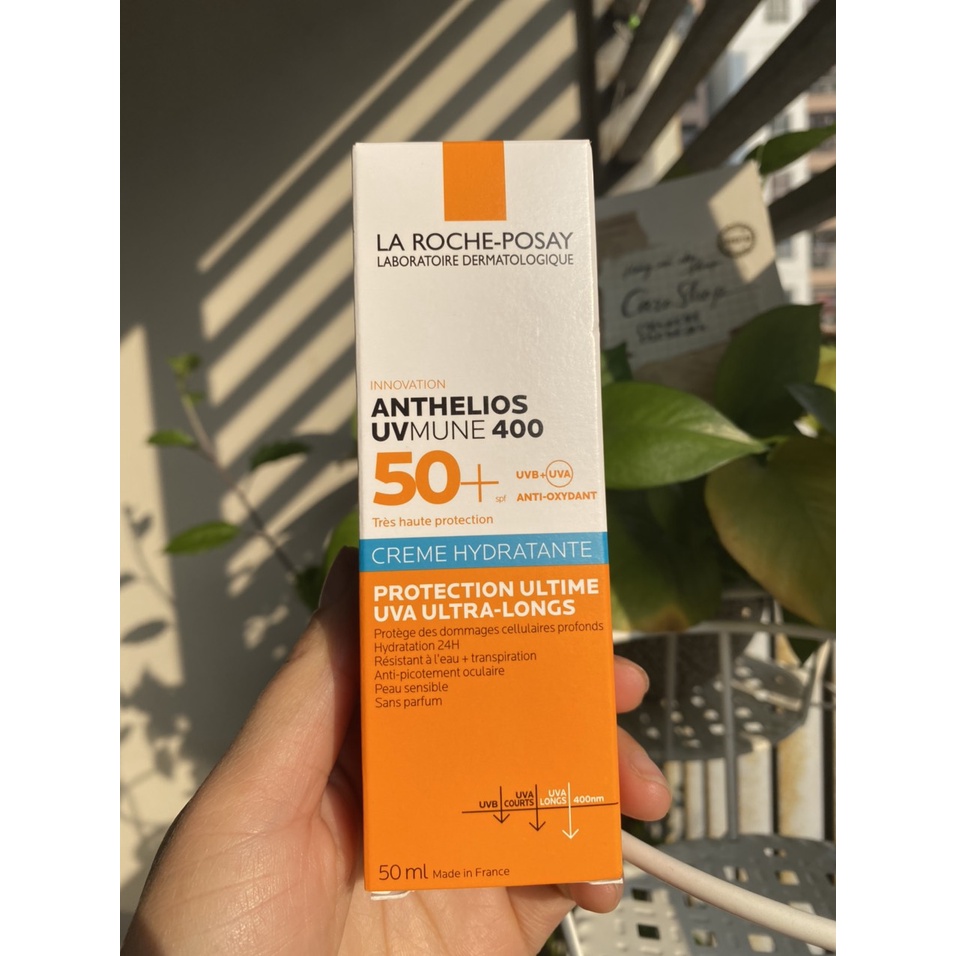 LA ROCHE-POSAY
LABORATOIRE DERMATOLOGIQUE
INNOVATION
ANTHELIOS
UVMUNE 400
50+ spf
UVB+UVA
ANTI-OXYDANT
Très haute protection
CREME HYDRATANTE
PROTECTION ULTIME
UVA ULTRA-LONGS
Protège des dommages cellulaires profonds
Hydratation 24H
Résistant à l'eau + transpiration
Anti-picotement oculaire
Peau sensible
Sans parfum
UVB UVA COURTS UVA LONGS 400nm
50 ml Made in France
Shop